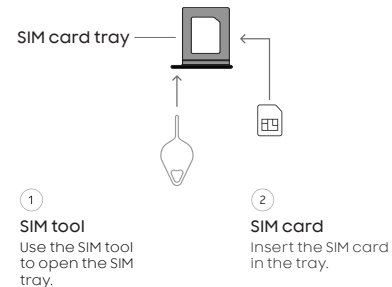 SIM card tray
1
SIM tool
Use the SIM tool
to open the SIM
tray.
2
SIM card
Insert the SIM card
in the tray.